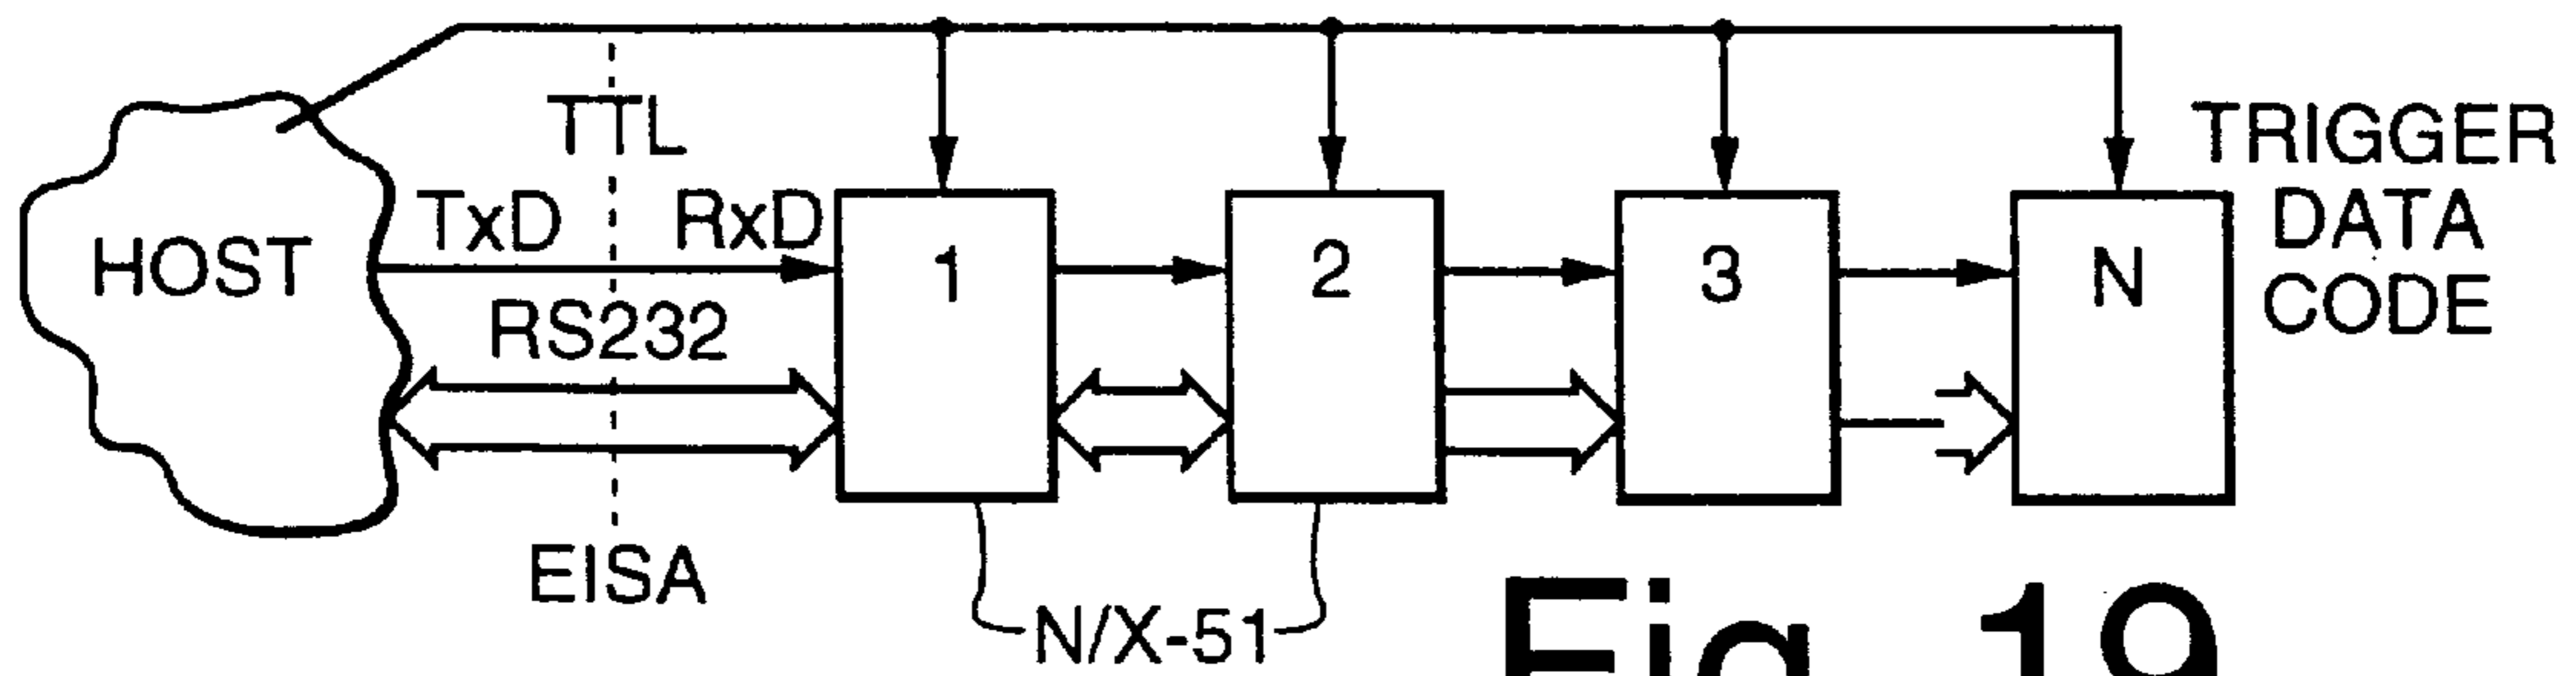 TTL
TxD
RxD
HOST
RS232
EISA
1
2
3
N
TRIGGER
DATA
CODE
N/X-51
Fig. 19